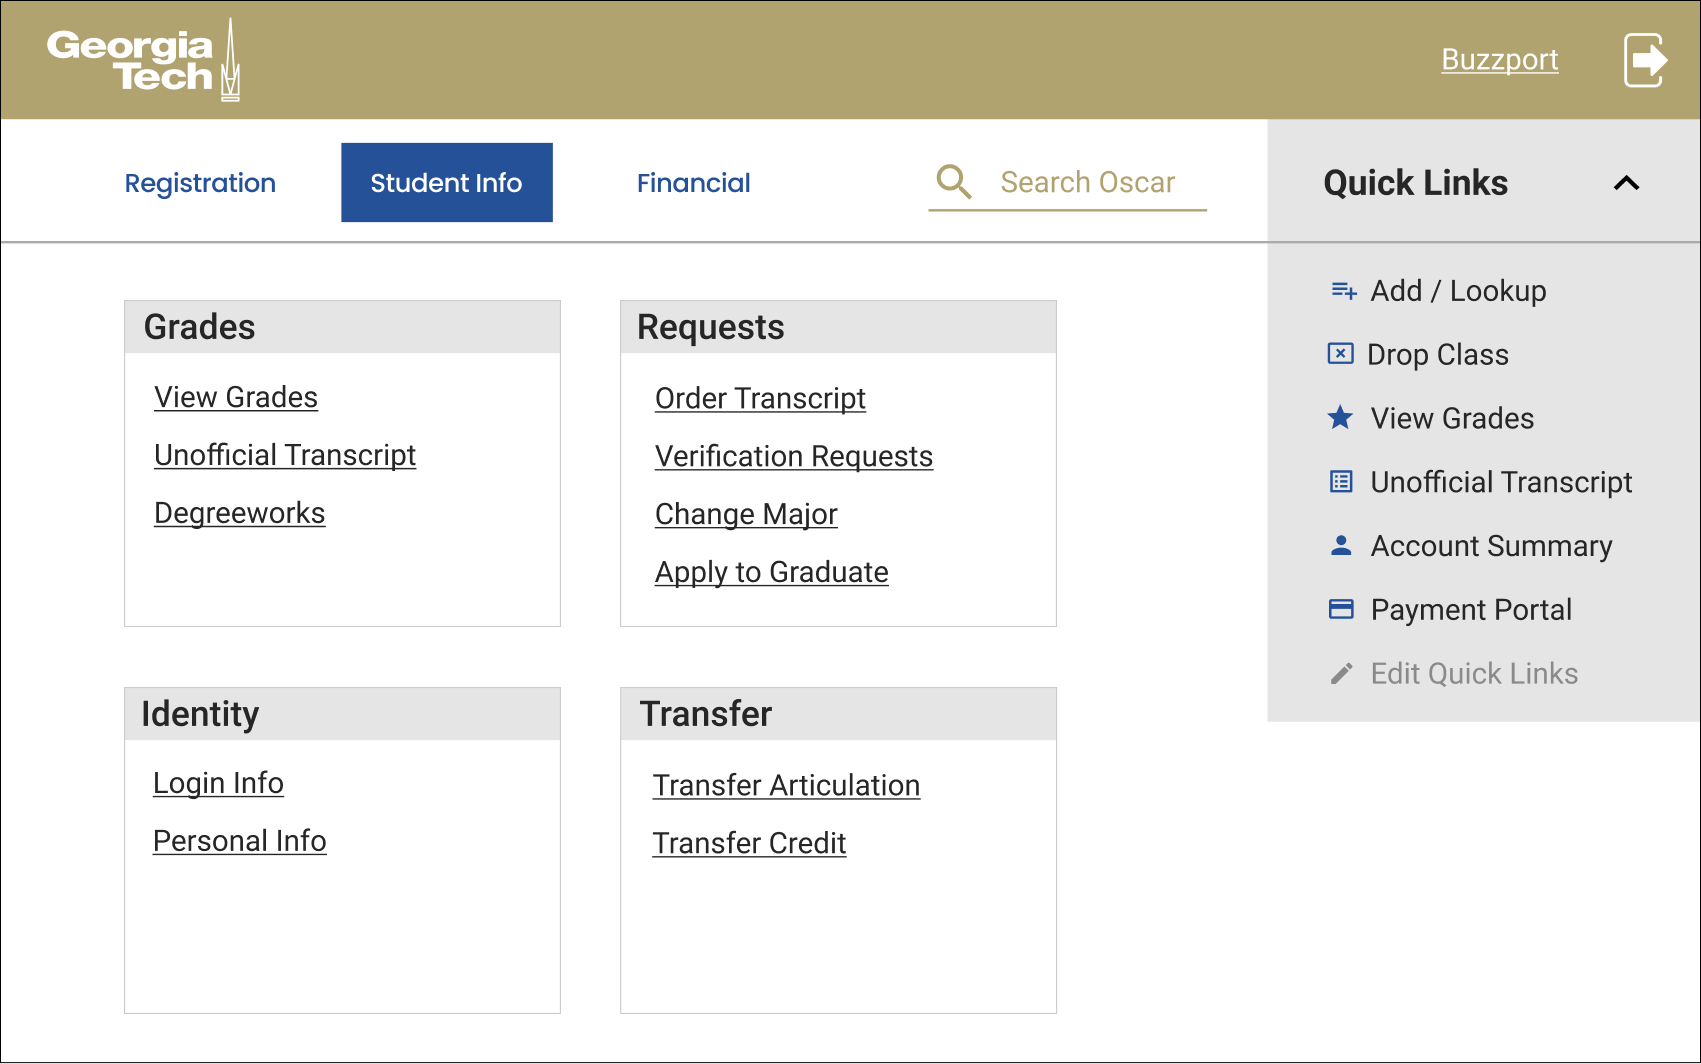 Georgia
Tech
Buzzport
Registration
Student Info
Financial
Search Oscar
Quick Links
Grades
View Grades
Unofficial Transcript
Degreeworks
Requests
Order Transcript
Verification Requests
Change Major
Apply to Graduate
Identity
Login Info
Personal Info
Transfer
Transfer Articulation
Transfer Credit
Add / Lookup
Drop Class
View Grades
Unofficial Transcript
Account Summary
Payment Portal
Edit Quick Links